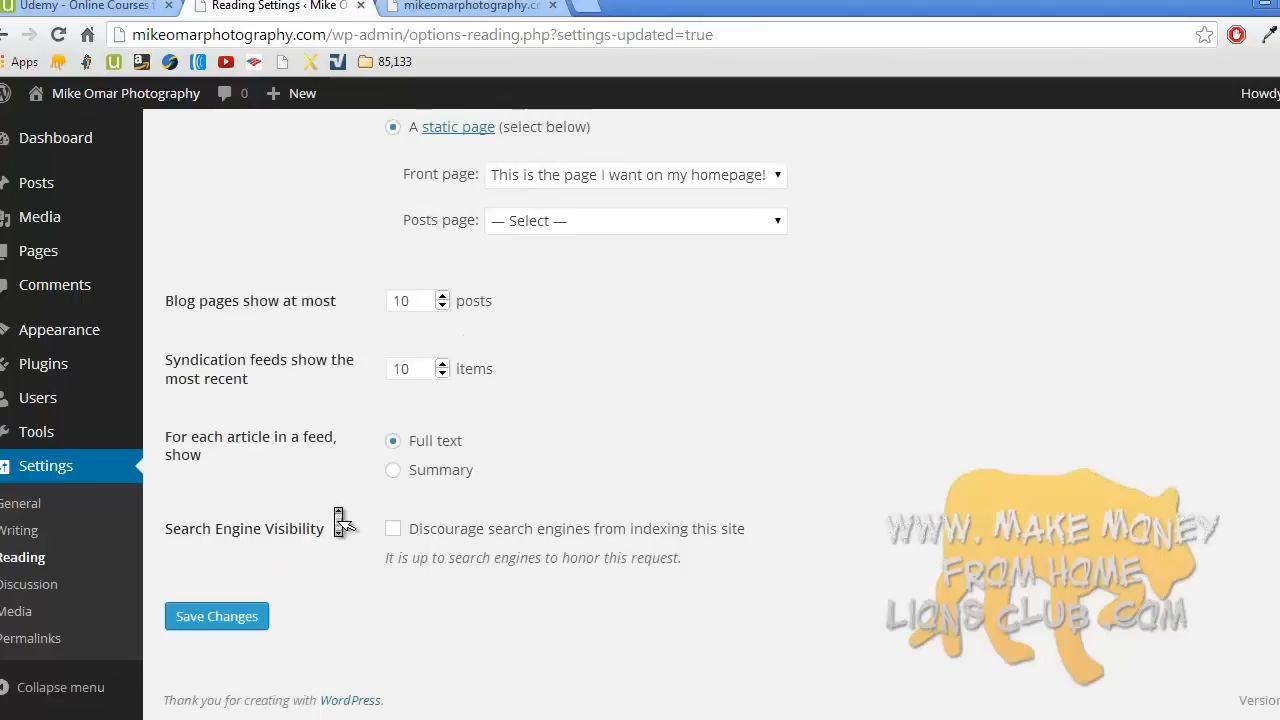 Udemy - Online Courses
Reading Settings ‹ Mike O
mikeomarphotography.c
mikeomarphotography.com/wp-admin/options-reading.php?settings-updated=true
Apps
85,133
Mike Omar Photography
0
New
Howdy
Dashboard
Posts
Media
Pages
Comments
Appearance
Plugins
Users
Tools
Settings
General
Writing
Reading
Discussion
Media
Permalinks
Collapse menu
A static page (select below)
Front page: This is the page I want on my homepage!
Posts page: — Select —
Blog pages show at most 10 posts
Syndication feeds show the
most recent
10 items
For each article in a feed,
show
Full text
Summary
Search Engine Visibility
Discourage search engines from indexing this site
It is up to search engines to honor this request.
Save Changes
Thank you for creating with WordPress.
Version
WWW. MAKE MONEY
FROM HOME
LIONS CLUB .COM